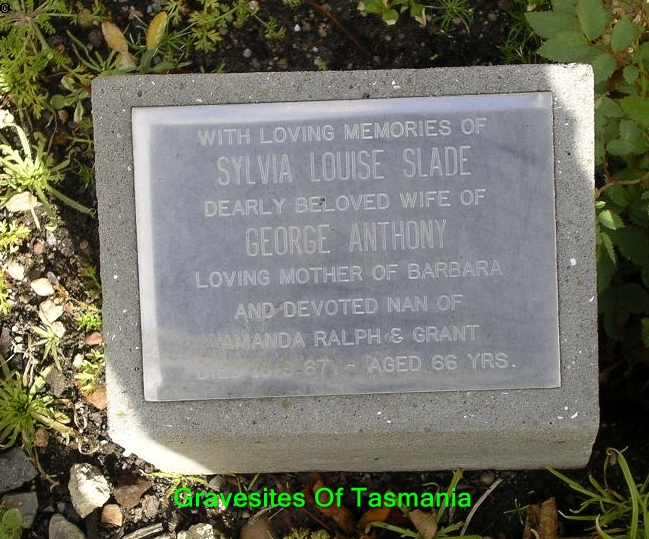 WITH LOVING MEMORIES OF
SYLVIA LOUISE SLADE
DEARLY BELOVED WIFE OF
GEORGE ANTHONY
LOVING MOTHER OF BARBARA
AND DEVOTED NAN OF
AMANDA RALPH & GRANT
DIED - AGED 66 YRS.
Gravesites Of Tasmania